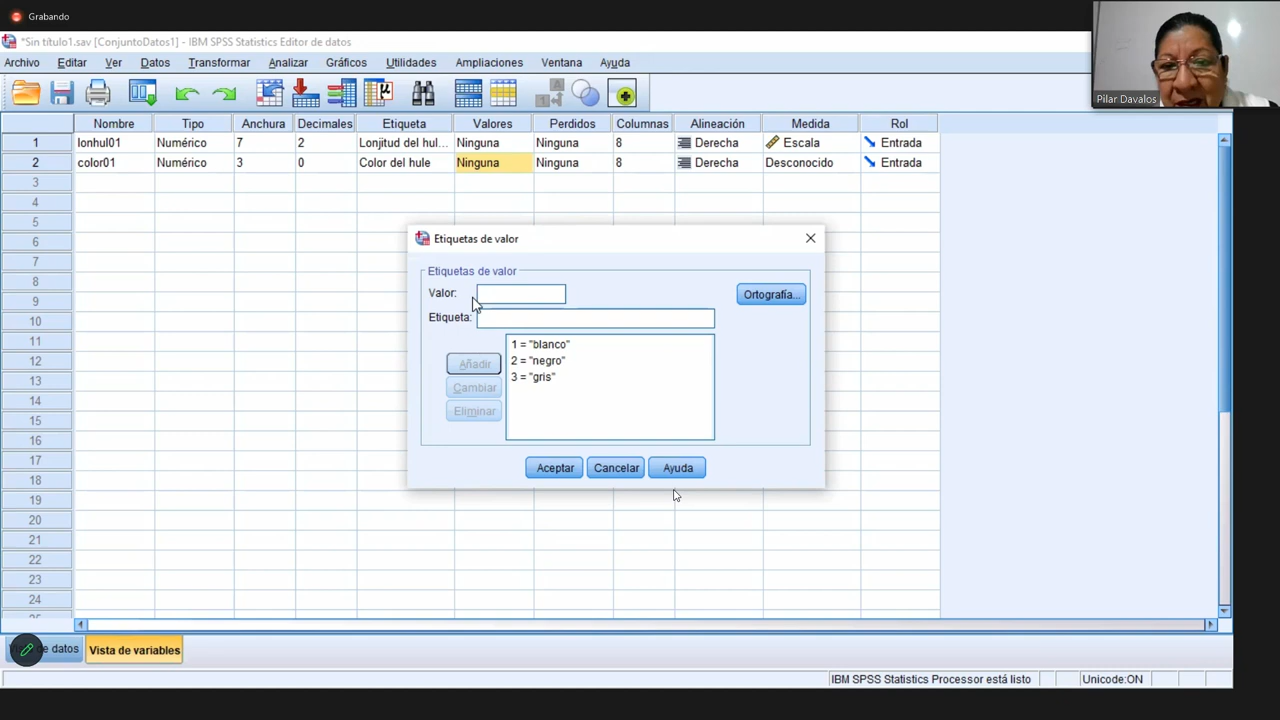 Grabando
*Sin título1.sav [ConjuntoDatos1] - IBM SPSS Statistics Editor de datos
Archivo Editar Ver Datos Transformar Analizar Gráficos Utilidades Ampliaciones Ventana Ayuda
Pilar Davalos
Nombre Tipo Anchura Decimales Etiqueta Valores Perdidos Columnas Alineación Medida Rol
1 lonhul01 Numérico 7 2 Lonjitud del hul... Ninguna Ninguna 8 Derecha Escala Entrada
2 color01 Numérico 3 0 Color del hule Ninguna Ninguna 8 Derecha Desconocido Entrada
3
4
5
6
7
8
9
10
11
12
13
14
15
16
17
18
19
20
21
22
23
24
Etiquetas de valor
Etiquetas de valor
Valor:
Ortografía...
Etiqueta:
1 = "blanco"
2 = "negro"
3 = "gris"
Añadir
Cambiar
Eliminar
Aceptar Cancelar Ayuda
de datos Vista de variables
IBM SPSS Statistics Processor está listo Unicode:ON